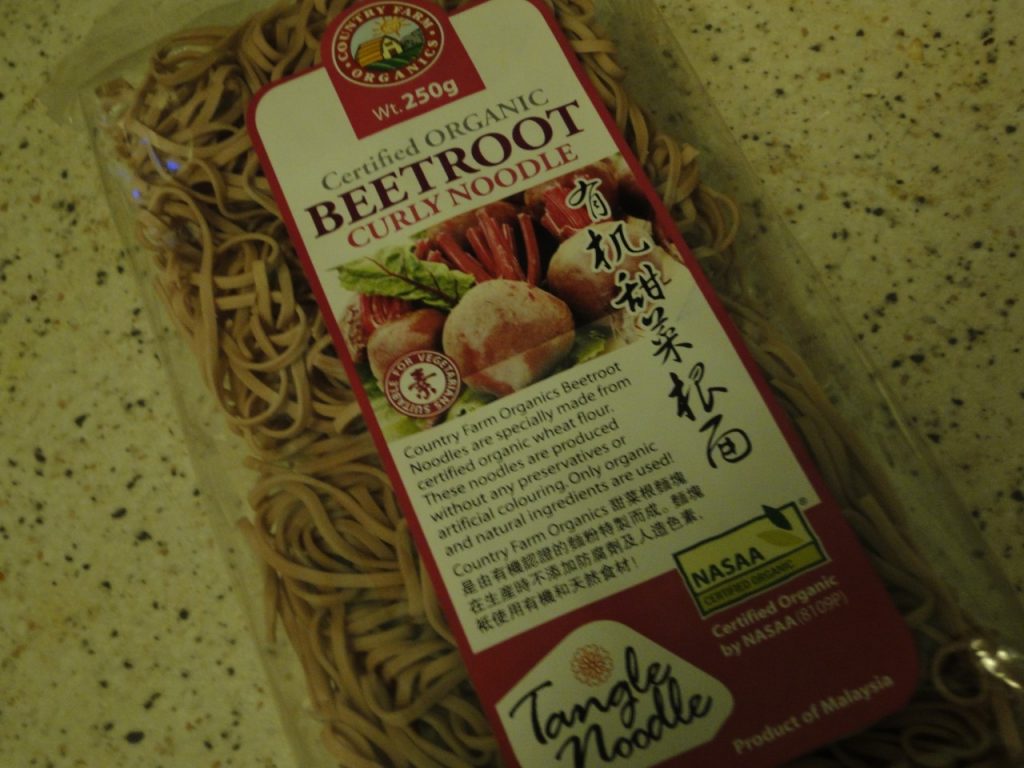 COUNTRY FARM
ORGANICS
Wt. 250g
Certified ORGANIC
BEETROOT
CURLY NOODLE
有机甜菜根面
SUITABLE FOR VEGETARIANS
素
Country Farm Organics Beetroot
Noodles are specially made from
certified organic wheat flour.
These noodles are produced
without any preservatives or
artificial colouring. Only organic
and natural ingredients are used!
Country Farm Organics 甜菜根麵塊
是由有機認證的麵粉特製而成。麵塊
在生產時不添加防腐劑及人造色素,
衹使用有機和天然食材!
NASAA
CERTIFIED ORGANIC
®
Certified Organic
by NASAA (8109P)
Tangle
Noodle
Product of Malaysia